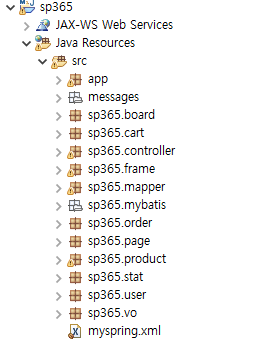 sp365
JAX-WS Web Services
Java Resources
src
app
messages
sp365.board
sp365.cart
sp365.controller
sp365.frame
sp365.mapper
sp365.mybatis
sp365.order
sp365.page
sp365.product
sp365.stat
sp365.user
sp365.vo
myspring.xml